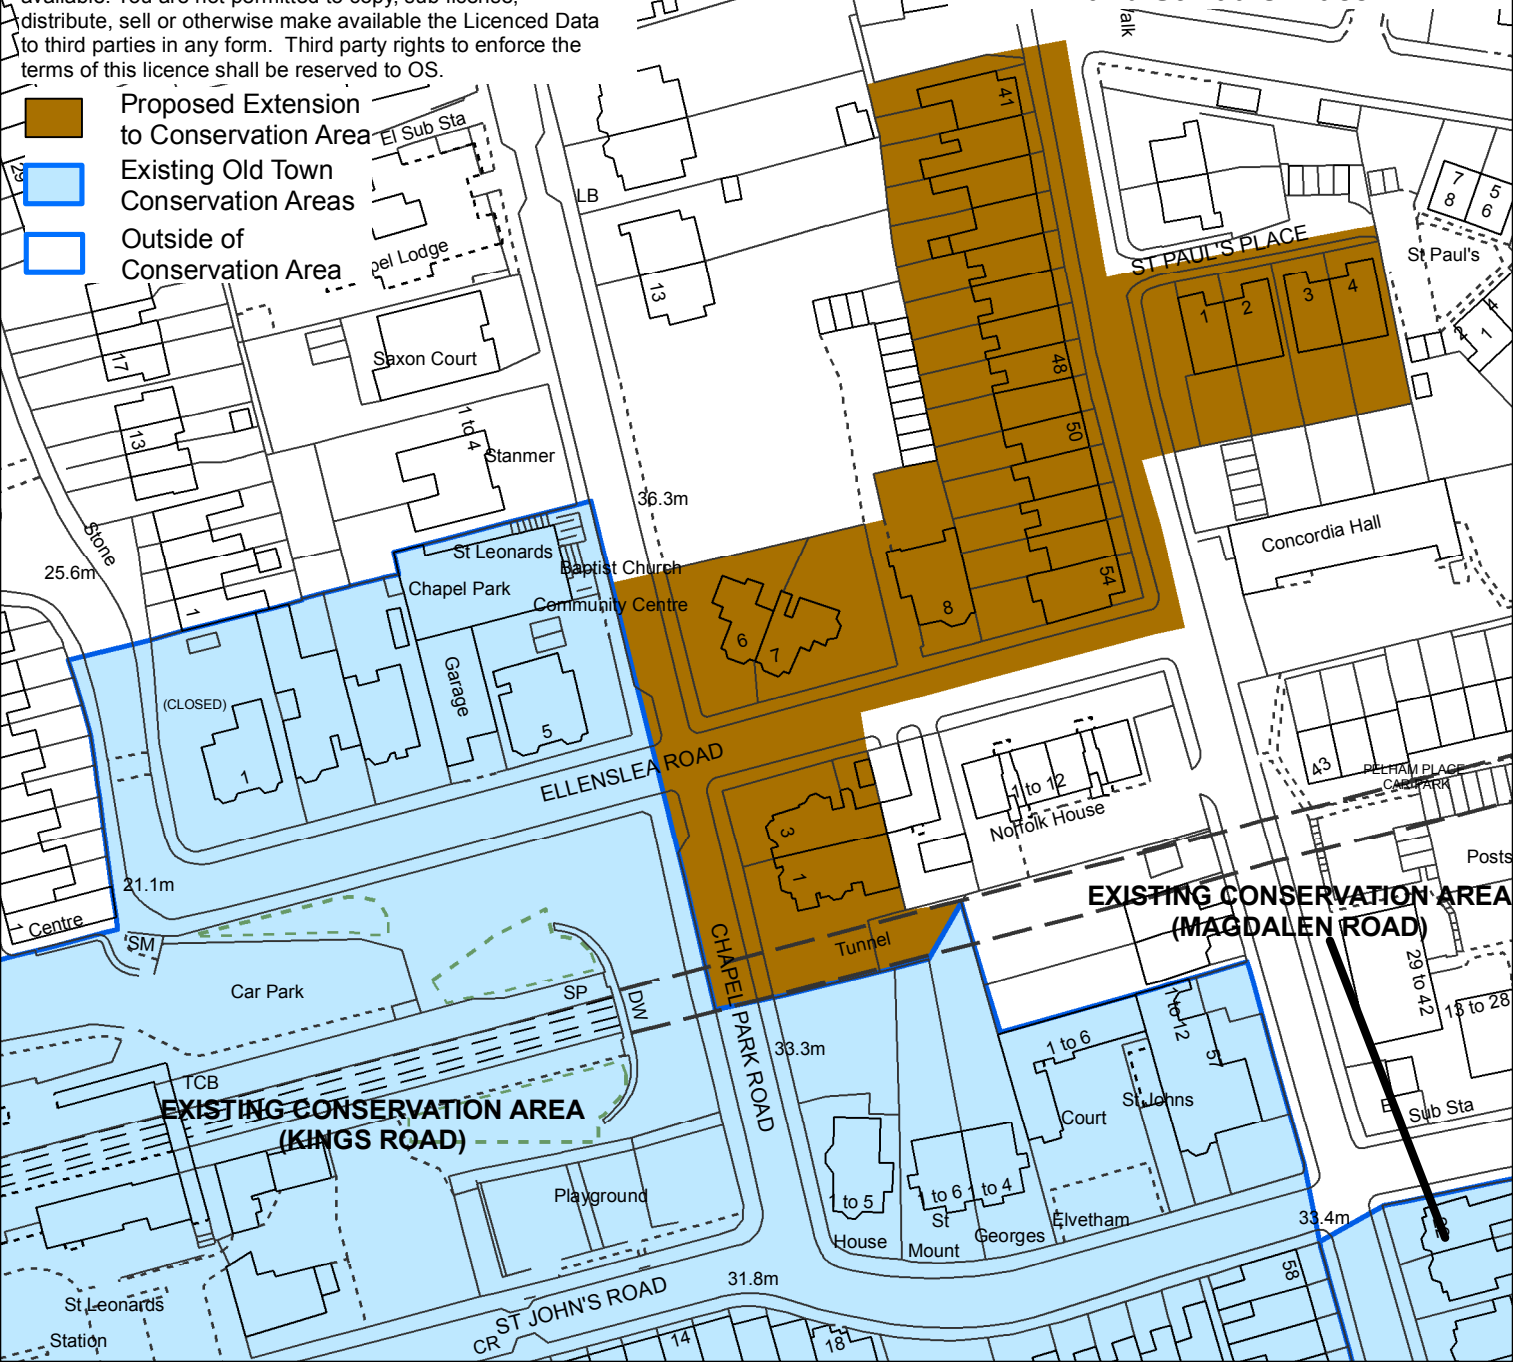 distribute, sell or otherwise make available the Licenced Data
to third parties in any form. Third party rights to enforce the
terms of this licence shall be reserved to OS.
Proposed Extension
to Conservation Area
Existing Old Town
Conservation Areas
Outside of
Conservation Area
El Sub Sta
pel Lodge
LB
alk
41
13
17
13
Saxon Court
1 to 4
Stanmer
ST PAUL'S PLACE
1
2
3
4
7
8
5
6
St Paul's
4
2
1
48
50
36.3m
Stone
25.6m
1
St Leonards
Baptist Church
Chapel Park
Community Centre
Concordia Hall
54
8
6
7
Garage
(CLOSED)
1
5
ELLENSLEA ROAD
1 to 12
Norfolk House
43
PELHAM PLACE
CAR PARK
3
1
Posts
21.1m
1
Centre
SM
Car Park
SP
DW
Tunnel
CHAPEL PARK ROAD
EXISTING CONSERVATION AREA
(MAGDALEN ROAD)
29 to 42
13 to 28
33.3m
1 to 6
1 to 12
57
TCB
EXISTING CONSERVATION AREA
(KINGS ROAD)
Court
St Johns
Sub Sta
Playground
1 to 5
1 to 6
1 to 4
House
St
Mount
Georges
Elvetham
33.4m
31.8m
58
St Leonards
Station
ST JOHN'S ROAD
CR
14
18